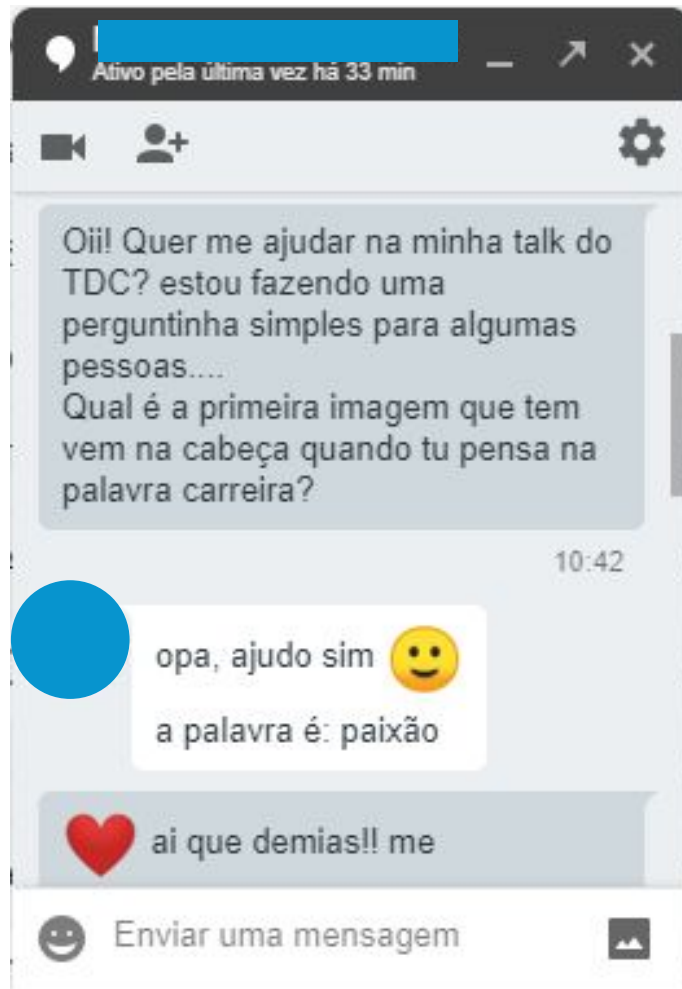 Ativo pela última vez há 33 min
Oii! Quer me ajudar na minha talk do
TDC? estou fazendo uma
perguntinha simples para algumas
pessoas....
Qual é a primeira imagem que tem
vem na cabeça quando tu pensa na
palavra carreira?
10:42
opa, ajudo sim
a palavra é: paixão
ai que demias!! me
Enviar uma mensagem